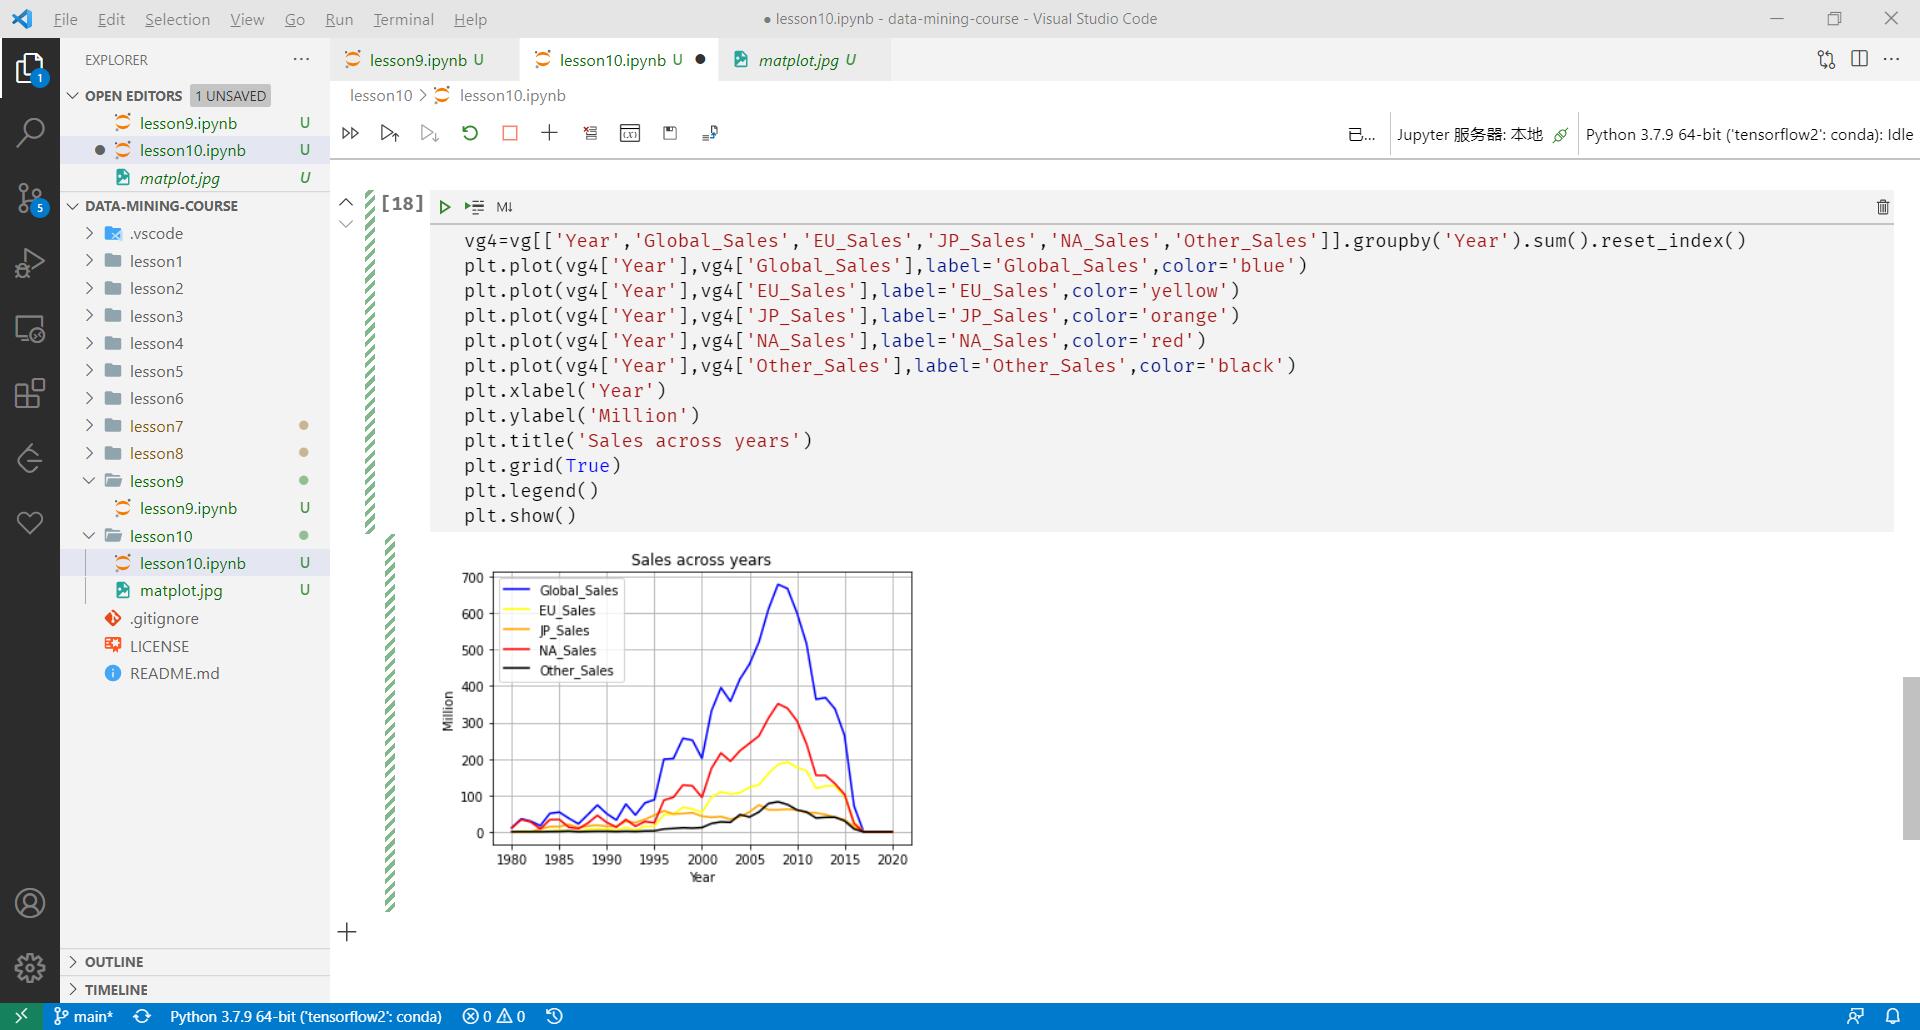 File Edit Selection View Go Run Terminal Help
● lesson10.ipynb - data-mining-course - Visual Studio Code
EXPLORER
OPEN EDITORS 1 UNSAVED
lesson9.ipynb U
lesson10.ipynb U
matplot.jpg U
DATA-MINING-COURSE
.vscode
lesson1
lesson2
lesson3
lesson4
lesson5
lesson6
lesson7
lesson8
lesson9
lesson9.ipynb U
lesson10
lesson10.ipynb U
matplot.jpg U
.gitignore
LICENSE
README.md
OUTLINE
TIMELINE
1
5
lesson9.ipynb U
lesson10.ipynb U ●
matplot.jpg U
lesson10 > lesson10.ipynb
已... Jupyter 服务器: 本地 Python 3.7.9 64-bit ('tensorflow2': conda): Idle
[18] M↓
vg4=vg[['Year','Global_Sales','EU_Sales','JP_Sales','NA_Sales','Other_Sales']].groupby('Year').sum().reset_index()
plt.plot(vg4['Year'],vg4['Global_Sales'],label='Global_Sales',color='blue')
plt.plot(vg4['Year'],vg4['EU_Sales'],label='EU_Sales',color='yellow')
plt.plot(vg4['Year'],vg4['JP_Sales'],label='JP_Sales',color='orange')
plt.plot(vg4['Year'],vg4['NA_Sales'],label='NA_Sales',color='red')
plt.plot(vg4['Year'],vg4['Other_Sales'],label='Other_Sales',color='black')
plt.xlabel('Year')
plt.ylabel('Million')
plt.title('Sales across years')
plt.grid(True)
plt.legend()
plt.show()
Sales across years
Global_Sales
EU_Sales
JP_Sales
NA_Sales
Other_Sales
700
600
500
400
300
200
100
0
Million
1980 1985 1990 1995 2000 2005 2010 2015 2020
Year
main* Python 3.7.9 64-bit ('tensorflow2': conda) 0 0